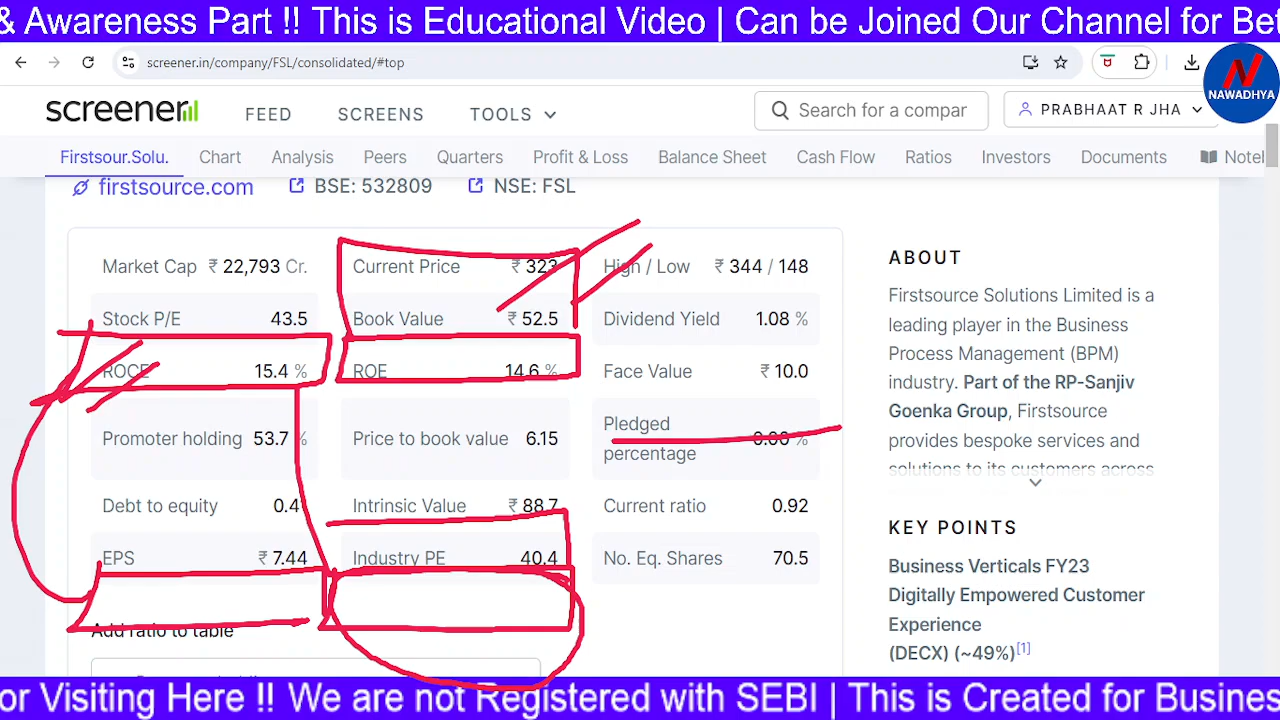 & Awareness Part !! This is Educational Video | Can be Joined Our Channel for Bet
screener.in/company/FSL/consolidated/#to
NAWADHYA
screener
FEED
SCREENS
TOOLS
Search for a compar
PRABHAAT R JHA
Firstsour.Solu.
Chart
Analysis
Peers
Quarters
Profit & Loss
Balance Sheet
Cash Flow
Ratios
Investors
Documents
firstsource.com
BSE: 532809
NSE: FSL
Market Cap ₹ 22,793 Cr.
Current Price ₹ 323
High / Low ₹ 344 / 148
Stock P/E 43.5
Book Value ₹ 52.5
Dividend Yield 1.08 %
ROCE 15.4 %
ROE 14.6 %
Face Value ₹ 10.0
Promoter holding 53.7 %
Price to book value 6.15
Pledged percentage 0.00 %
Debt to equity
Intrinsic Value ₹ 88.7
Current ratio 0.92
EPS ₹ 7.44
Industry PE 40.4
No. Eq. Shares 70.5
Add ratio to table
ABOUT
Firstsource Solutions Limited is a
leading player in the Business
Process Management (BPM)
industry. Part of the RP-Sanjiv
Goenka Group, Firstsource
provides bespoke services and
solutions to its customers across
KEY POINTS
Business Verticals FY23
Digitally Empowered Customer
Experience
(DECX) (~49%)[1]
or Visiting Here !! We are not Registered with SEBI | This is Created for Busines